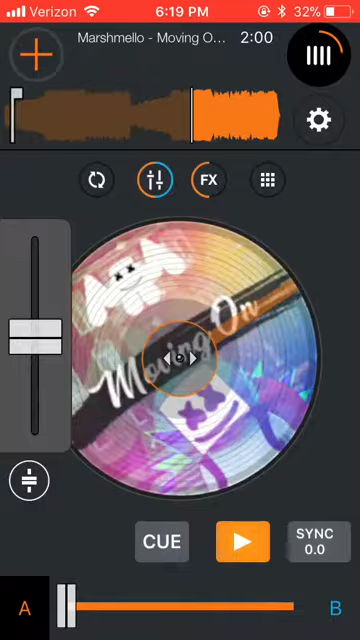 Verizon 6:19 PM 32%
Marshmello - Moving O... 2:00
FX
Moving On
CUE
SYNC
0.0
A
B